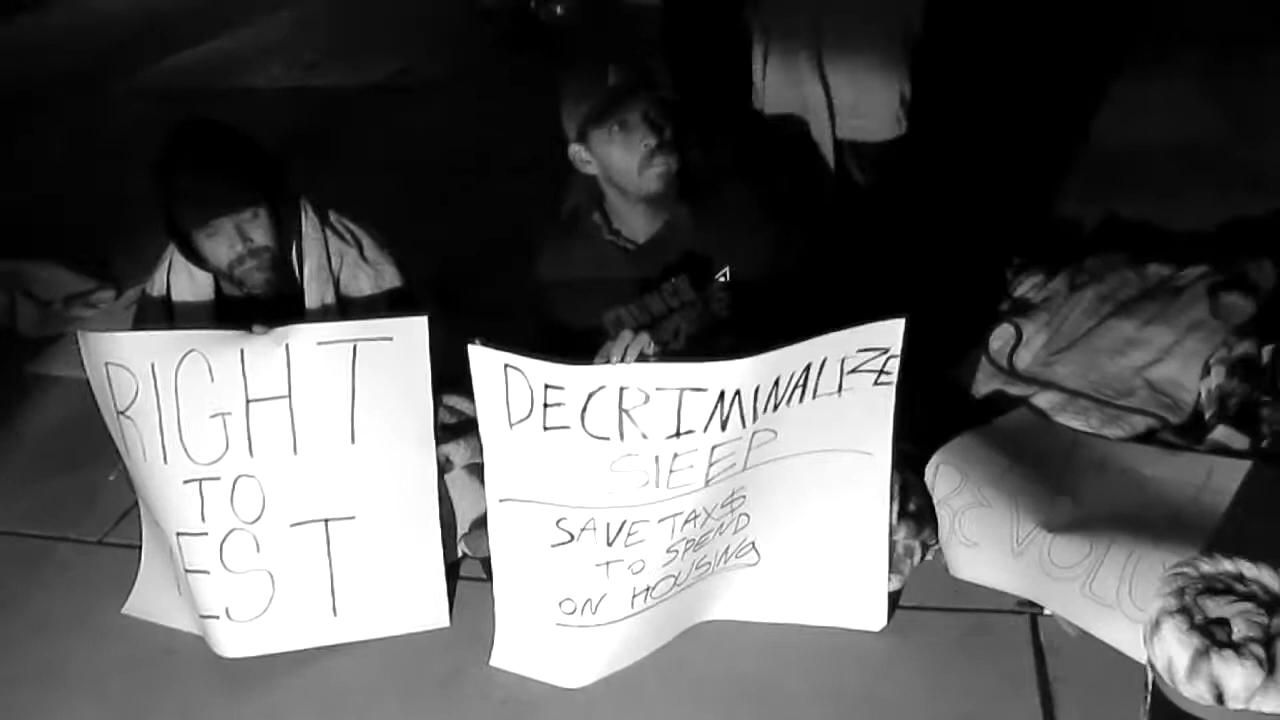 RIGHT
TO
EST
DECRIMINALIZE
SLEEP
SAVE TAX$
TO SPEND
ON HOUSING